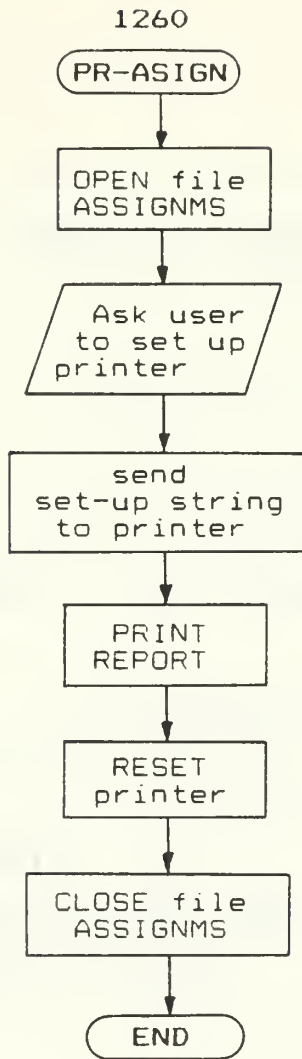 1260
PR-ASIGN
OPEN file
ASSIGNMS
Ask user
to set up
printer
send
set-up string
to printer
PRINT
REPORT
RESET
printer
CLOSE file
ASSIGNMS
END